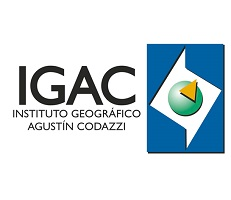 IGAC
INSTITUTO GEOGRÁFICO
AGUSTÍN CODAZZI